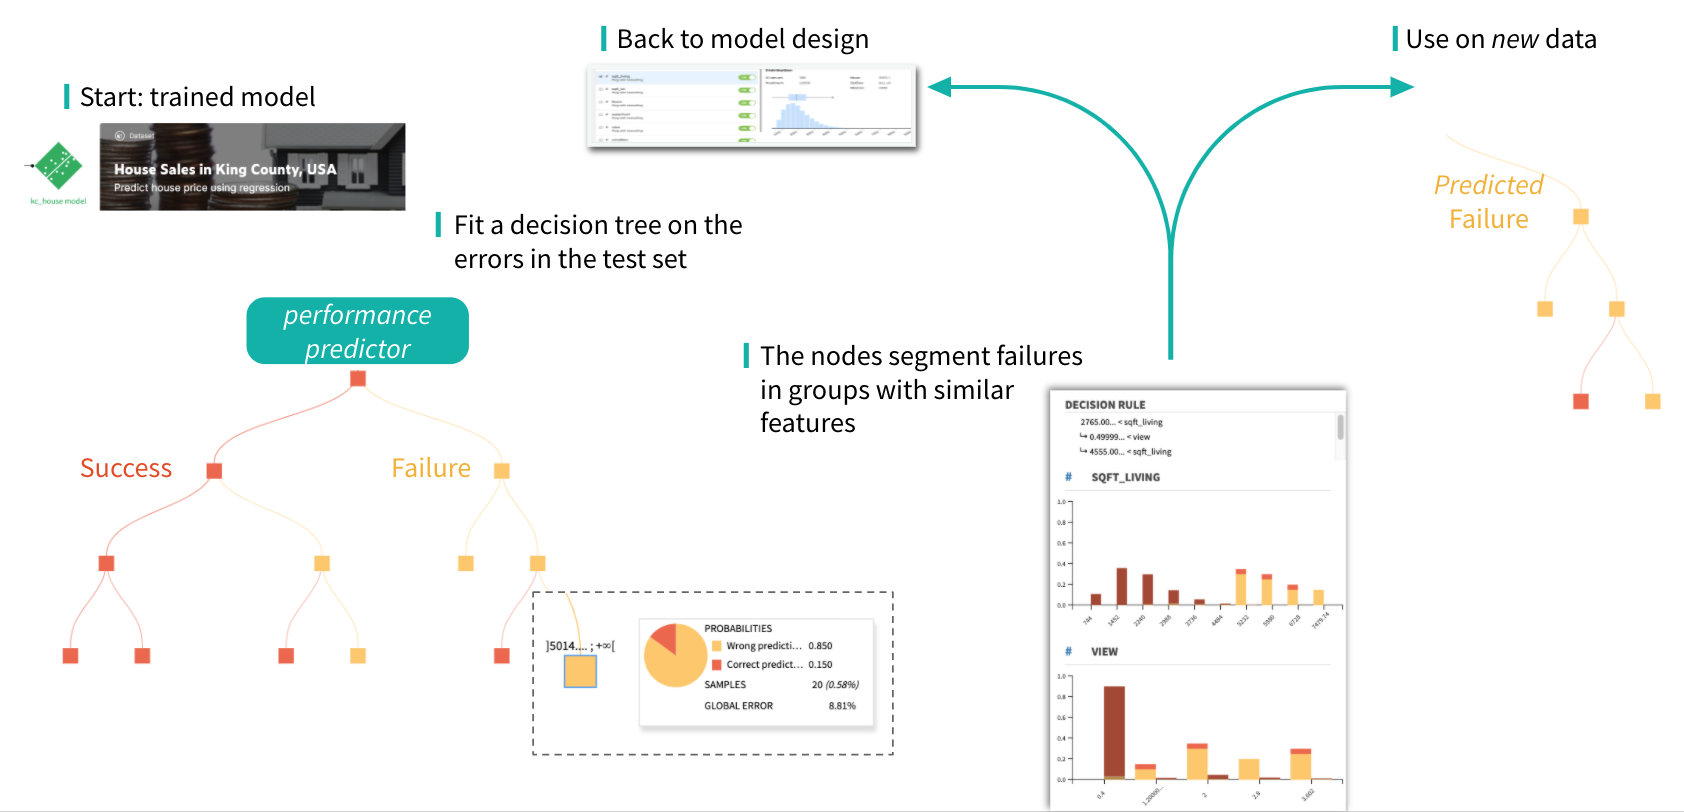 Start: trained model
kc_house model
Dataset
House Sales in King County, USA
Predict house price using regression
Fit a decision tree on the
errors in the test set
performance
predictor
Success
Failure
]5014.... ; +∞[
PROBABILITIES
Wrong predicti... 0.850
Correct predict... 0.150
SAMPLES 20 (0.58%)
GLOBAL ERROR 8.81%
Back to model design
sqft_living
The nodes segment failures
in groups with similar
features
DECISION RULE
2765.00... < sqft_living
↳ 0.49999... < view
↳ 4555.00... < sqft_living
# SQFT_LIVING
1.0
0.8
0.6
0.4
0.2
0.0
744 1492 2240 2988 3736 4484 5232 5980 6728 7479.74
# VIEW
1.0
0.8
0.6
0.4
0.2
0.0
0.4 1.20000... 2 2.8 3.602
Use on new data
Predicted
Failure